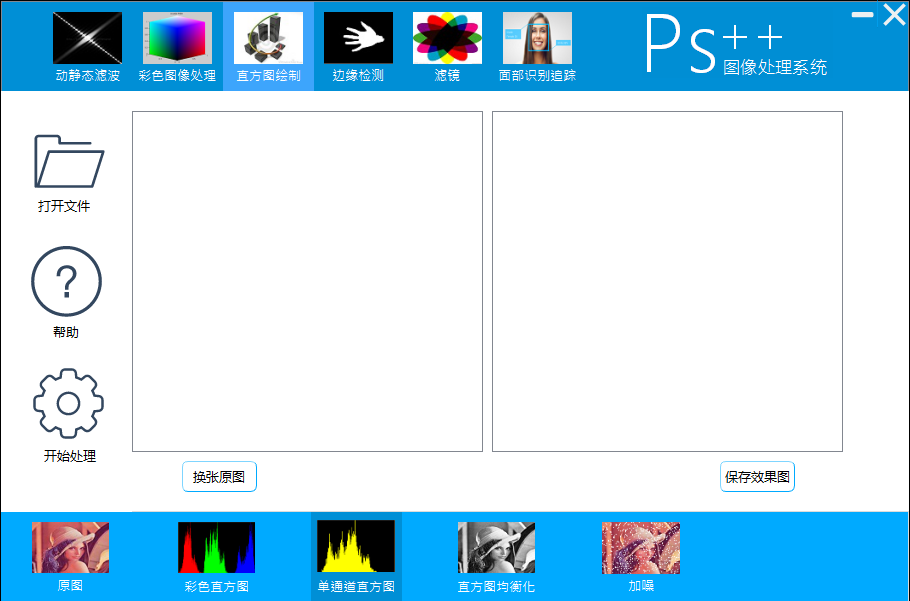 动静态滤波
彩色图像处理
直方图绘制
边缘检测
滤镜
面部识别追踪
Ps++
图像处理系统
打开文件
?
帮助
开始处理
换张原图
保存效果图
原图
彩色直方图
单通道直方图
直方图均衡化
加噪